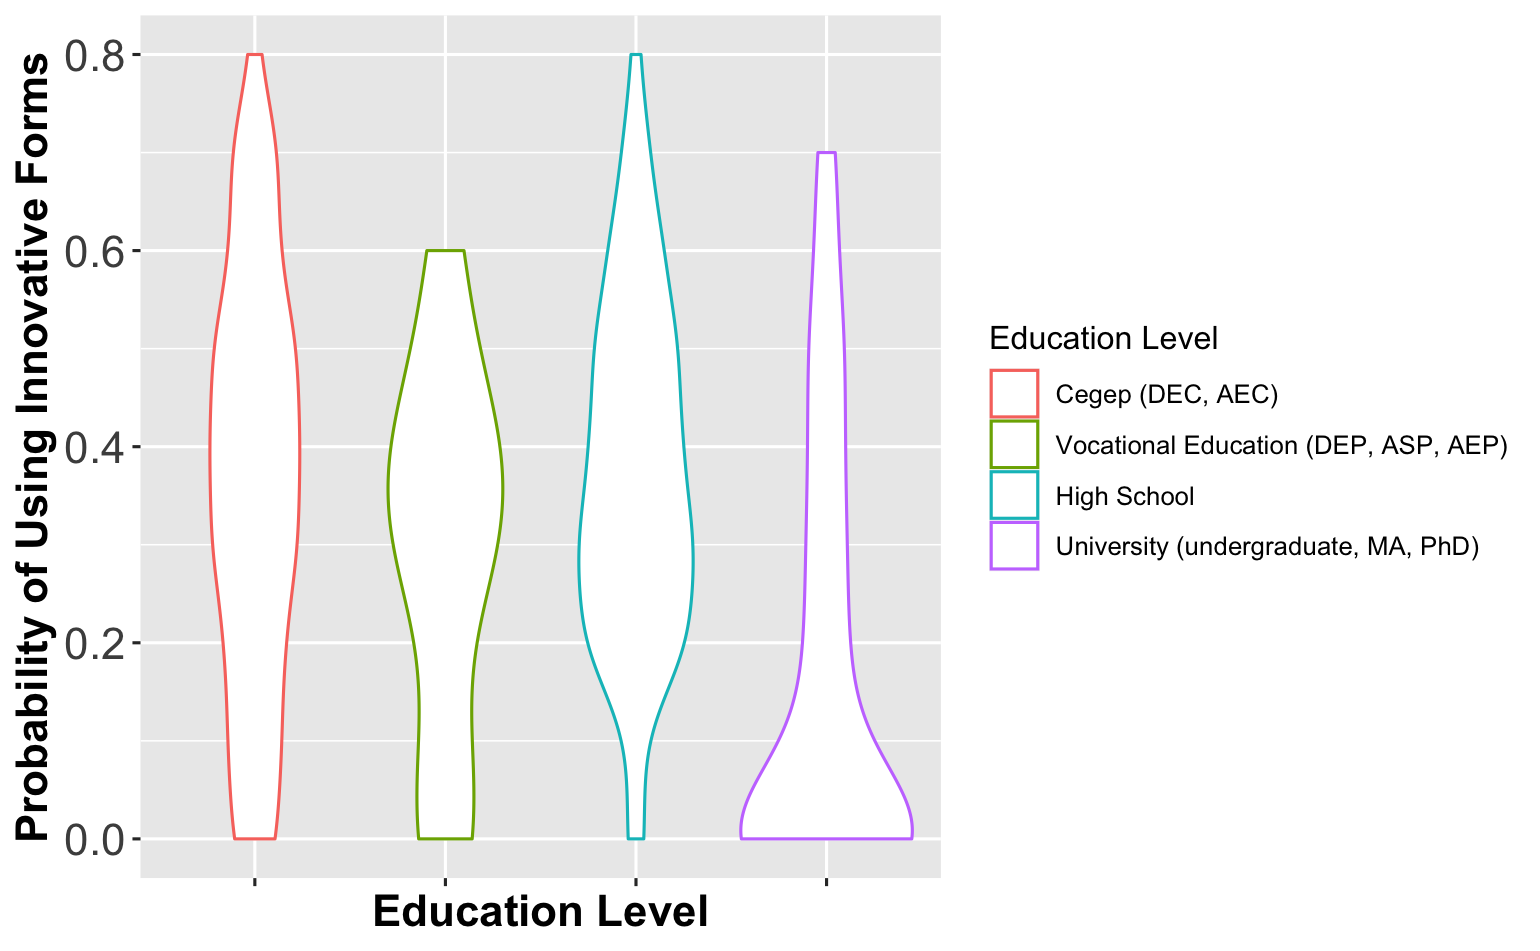 Probability of Using Innovative Forms
0.8
0.6
0.4
0.2
0.0
Education Level
Education Level
Cegep (DEC, AEC)
Vocational Education (DEP, ASP, AEP)
High School
University (undergraduate, MA, PhD)